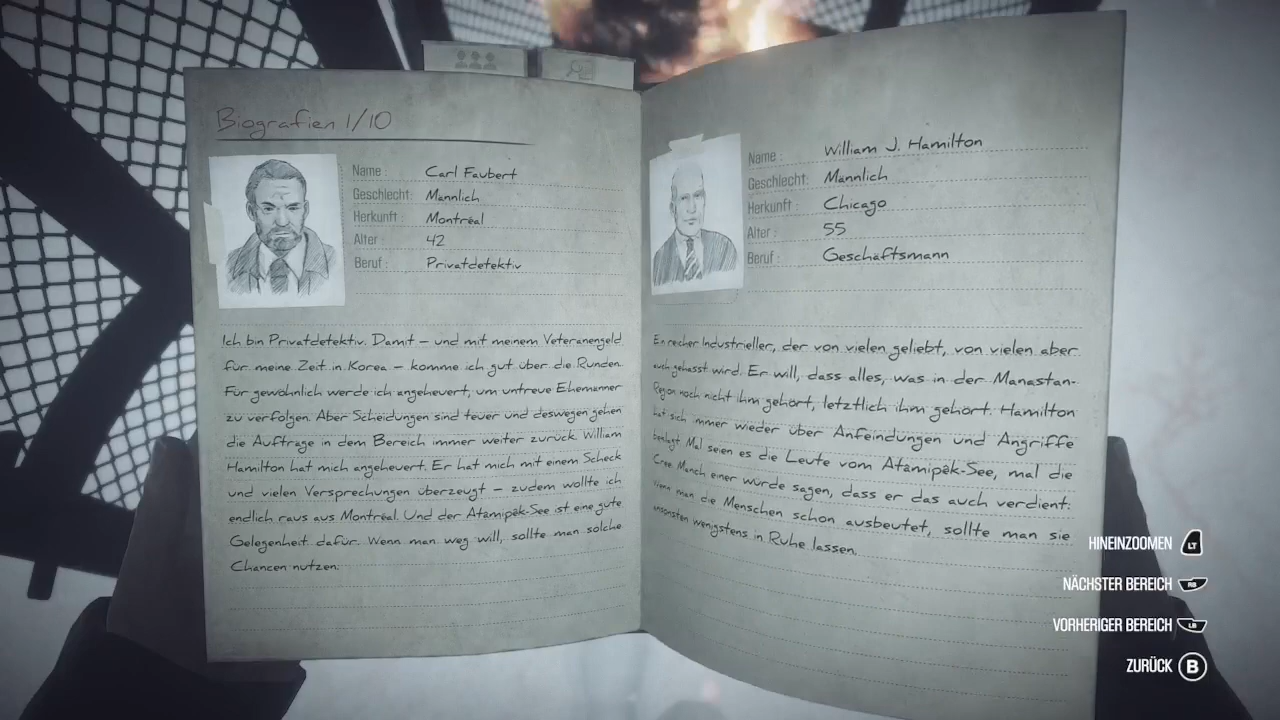 Biografien 1/10
Name : Carl Faubert
Geschlecht: Männlich
Herkunft : Montréal
Alter : 42
Beruf : Privatdetektiv
Ich bin Privatdetektiv. Damit – und mit meinem Veteranengeld
für meine Zeit in Korea – komme ich gut über die Runden.
Für gewöhnlich werde ich angeheuert, um untreue Ehemänner
zu verfolgen. Aber Scheidungen sind teuer und deswegen gehen
die Aufträge in dem Bereich immer weiter zurück. William
Hamilton hat mich angeheuert. Er hat mich mit einem Scheck
und vielen Versprechungen überzeugt – zudem wollte ich
endlich raus aus Montréal. Und der Atamipêk-See ist eine gute
Gelegenheit dafür. Wenn man weg will, sollte man solche
Chancen nutzen.
Name : William J. Hamilton
Geschlecht: Männlich
Herkunft : Chicago
Alter : 55
Beruf : Geschäftsmann
Ein reicher Industrieller, der von vielen geliebt, von vielen aber
auch gehasst wird. Er will, dass alles, was in der Manastan-
Region noch nicht ihm gehört, letztlich ihm gehört. Hamilton
hat sich immer wieder über Anfeindungen und Angriffe
beklagt. Mal seien es die Leute vom Atamipêk-See, mal die
Cree. Manch einer würde sagen, dass er das auch verdient:
Wenn man die Menschen schon ausbeutet, sollte man sie
ansonsten wenigstens in Ruhe lassen.
HINEINZOOMEN LT
NÄCHSTER BEREICH RB
VORHERIGER BEREICH LB
ZURÜCK B